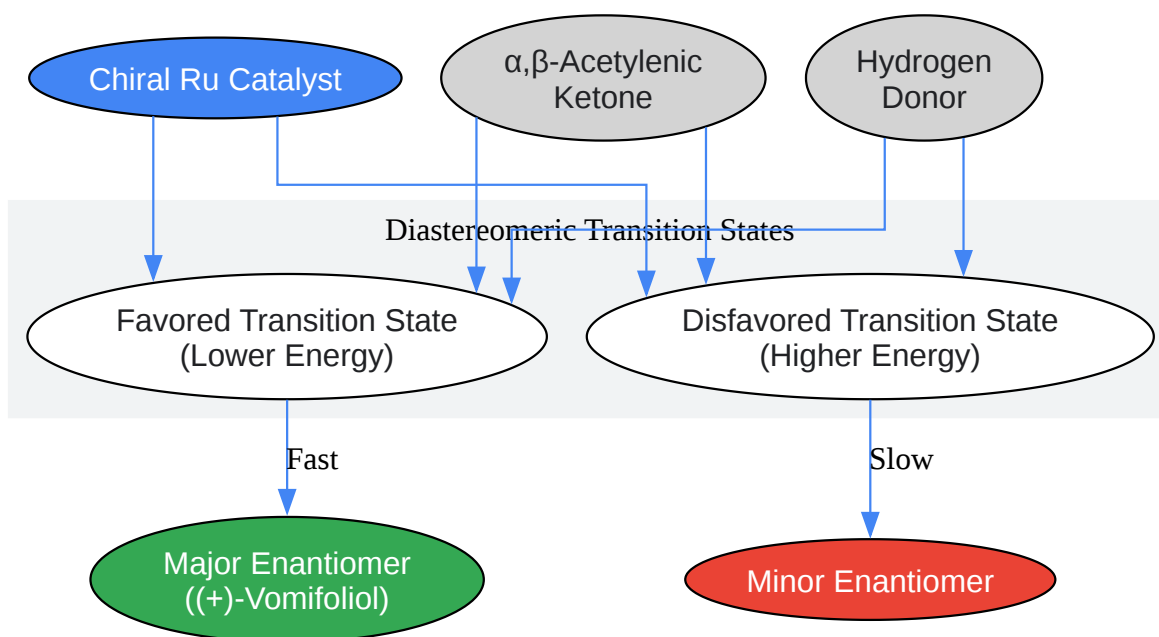 Chiral Ru Catalyst
α,β-Acetylenic
Ketone
Hydrogen
Donor
Diastereomeric Transition States
Favored Transition State
(Lower Energy)
Disfavored Transition State
(Higher Energy)
Fast
Slow
Major Enantiomer
((+)-Vomifoliol)
Minor Enantiomer